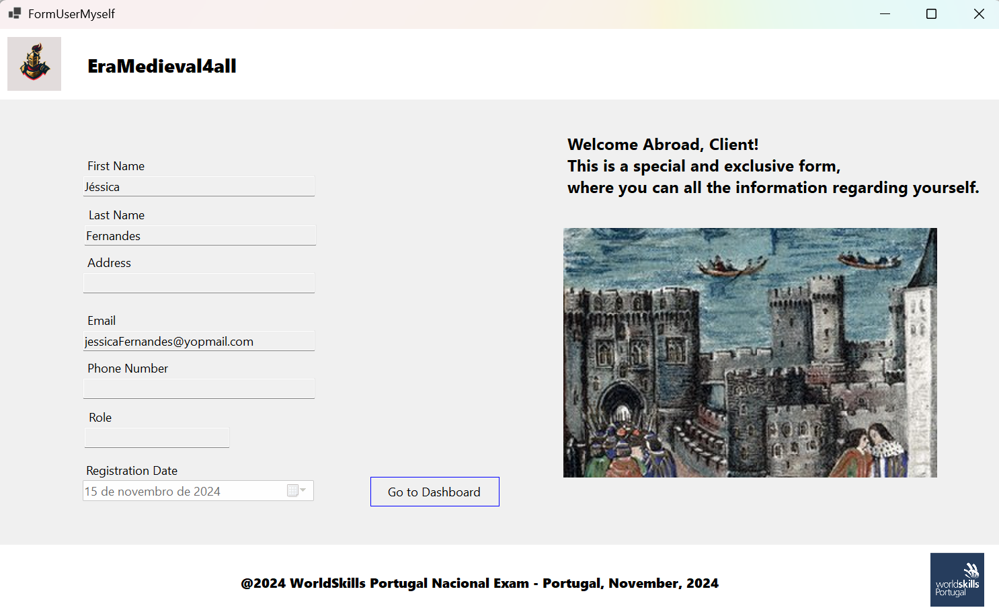 FormUserMyself
EraMedieval4all
First Name
Jéssica
Last Name
Fernandes
Address
Email
jessicaFernandes@yopmail.com
Phone Number
Role
Registration Date
15 de novembro de 2024
Go to Dashboard
Welcome Abroad, Client!
This is a special and exclusive form,
where you can all the information regarding yourself.
@2024 WorldSkills Portugal Nacional Exam - Portugal, November, 2024
worldskills
Portugal